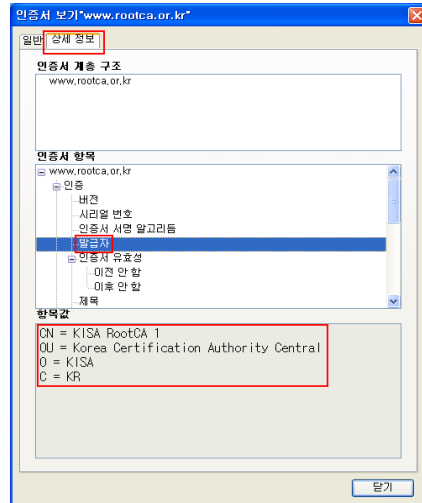 인증서 보기"www.rootca.or.kr"
일반 상세 정보
인증서 계층 구조
www.rootca.or.kr
인증서 항목
www.rootca.or.kr
인증
버전
시리얼 번호
인증서 서명 알고리듬
발급자
인증서 유효성
이전 안 함
이후 안 함
제목
항목값
CN = KISA RootCA 1
OU = Korea Certification Authority Central
O = KISA
C = KR
닫기